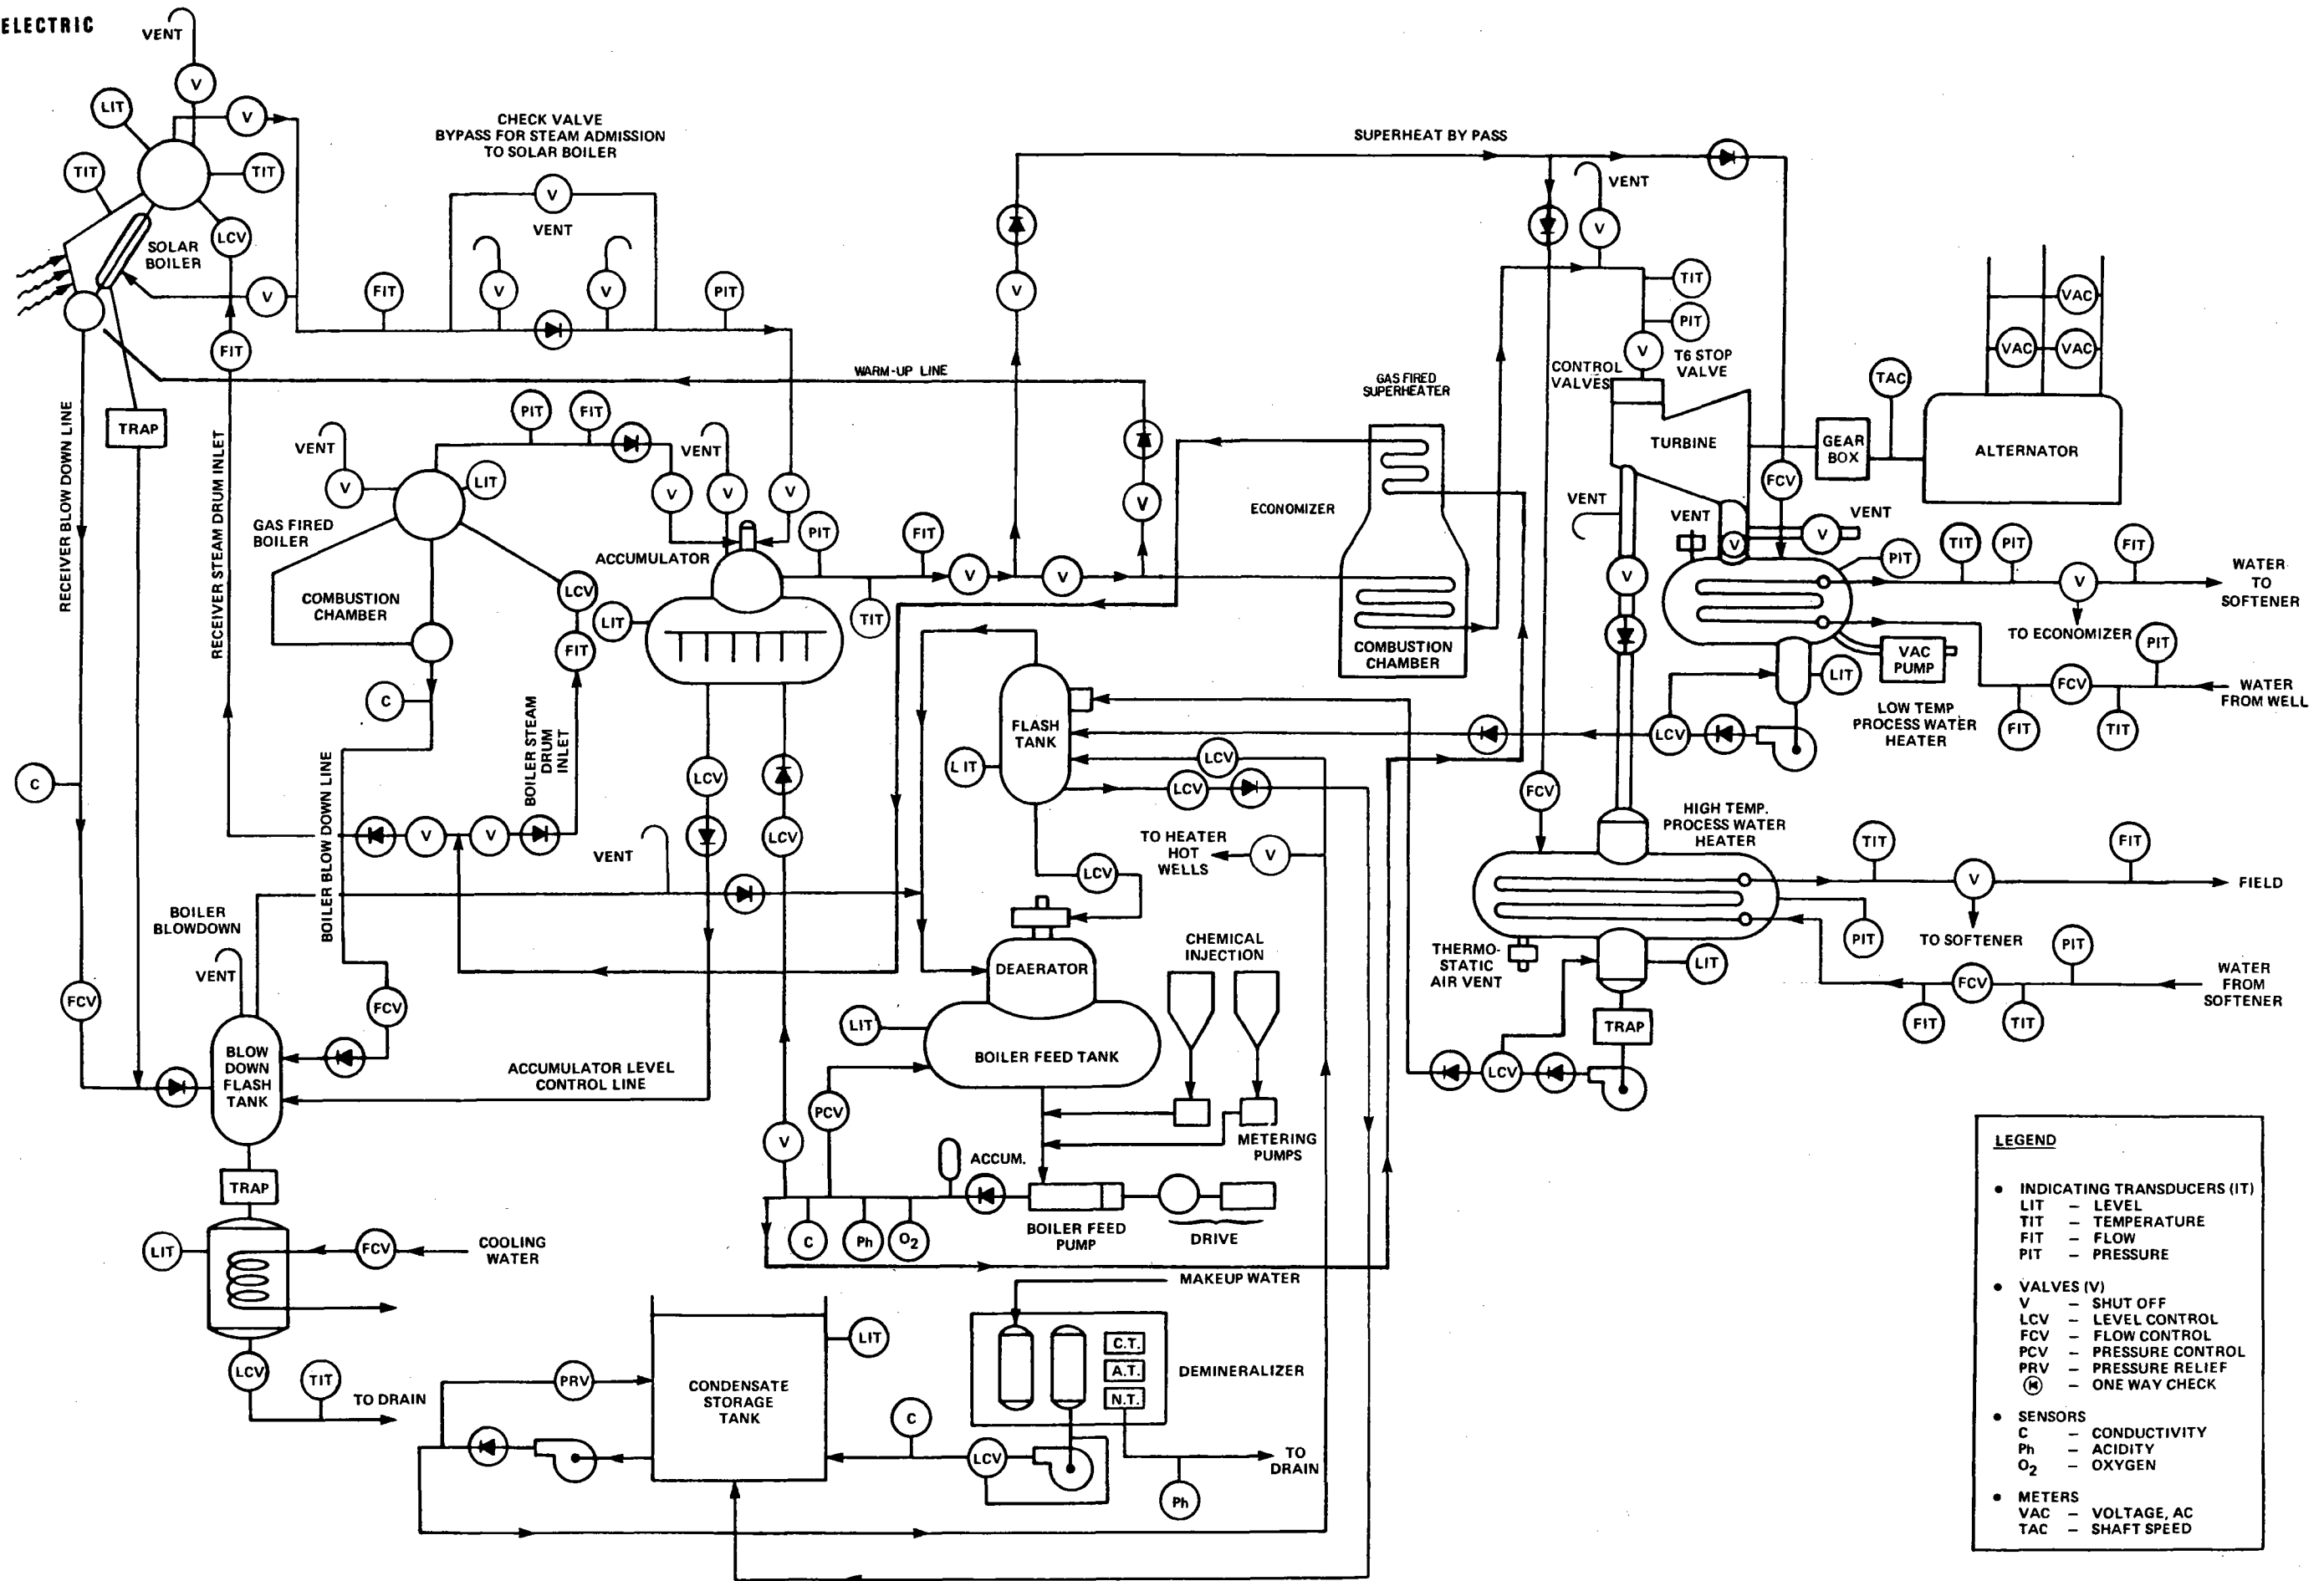 ELECTRIC
VENT
V
LIT
V
TIT
TIT
LCV
SOLAR
BOILER
V
FIT
CHECK VALVE
BYPASS FOR STEAM ADMISSION
TO SOLAR BOILER
V
VENT
V
V
FIT
PIT
WARM-UP LINE
RECEIVER BLOW DOWN LINE
TRAP
RECEIVER STEAM DRUM INLET
PIT
FIT
VENT
V
LIT
VENT
V
V
V
GAS FIRED
BOILER
COMBUSTION
CHAMBER
LCV
FIT
C
BOILER STEAM
DRUM
INLET
BOILER BLOW DOWN LINE
ACCUMULATOR
LIT
PIT
FIT
TIT
V
V
V
V
SUPERHEAT BY PASS
VENT
V
TIT
PIT
V
T6 STOP
VALVE
CONTROL
VALVES
GAS FIRED
SUPERHEATER
ECONOMIZER
COMBUSTION
CHAMBER
TURBINE
GEAR
BOX
TAC
VAC
VAC
VAC
ALTERNATOR
FCV
VENT
V
VENT
V
V
VENT
PIT
TIT
PIT
V
FIT
WATER
TO
SOFTENER
TO ECONOMIZER
PIT
VAC
PUMP
LIT
FCV
WATER
FROM WELL
FIT
TIT
LOW TEMP
PROCESS WATER
HEATER
LCV
FLASH
TANK
LIT
LCV
LCV
FCV
HIGH TEMP.
PROCESS WATER
HEATER
TO HEATER
HOT
WELLS
V
LCV
TIT
V
FIT
FIELD
TO SOFTENER
PIT
PIT
THERMO-
STATIC
AIR VENT
LIT
FCV
WATER
FROM
SOFTENER
FIT
TIT
TRAP
LCV
C
V
V
LCV
LCV
VENT
BOILER
BLOWDOWN
VENT
FCV
FCV
BLOW
DOWN
FLASH
TANK
ACCUMULATOR LEVEL
CONTROL LINE
DEAERATOR
LIT
BOILER FEED TANK
CHEMICAL
INJECTION
METERING
PUMPS
PCV
V
ACCUM.
C
Ph
O2
BOILER FEED
PUMP
DRIVE
TRAP
LIT
FCV
COOLING
WATER
LCV
TIT
TO DRAIN
PRV
CONDENSATE
STORAGE
TANK
LIT
MAKEUP WATER
C.T.
A.T.
N.T.
DEMINERALIZER
C
LCV
TO
DRAIN
Ph
LEGEND
• INDICATING TRANSDUCERS (IT)
LIT – LEVEL
TIT – TEMPERATURE
FIT – FLOW
PIT – PRESSURE
• VALVES (V)
V – SHUT OFF
LCV – LEVEL CONTROL
FCV – FLOW CONTROL
PCV – PRESSURE CONTROL
PRV – PRESSURE RELIEF
– ONE WAY CHECK
• SENSORS
C – CONDUCTIVITY
Ph – ACIDITY
O2 – OXYGEN
• METERS
VAC – VOLTAGE, AC
TAC – SHAFT SPEED